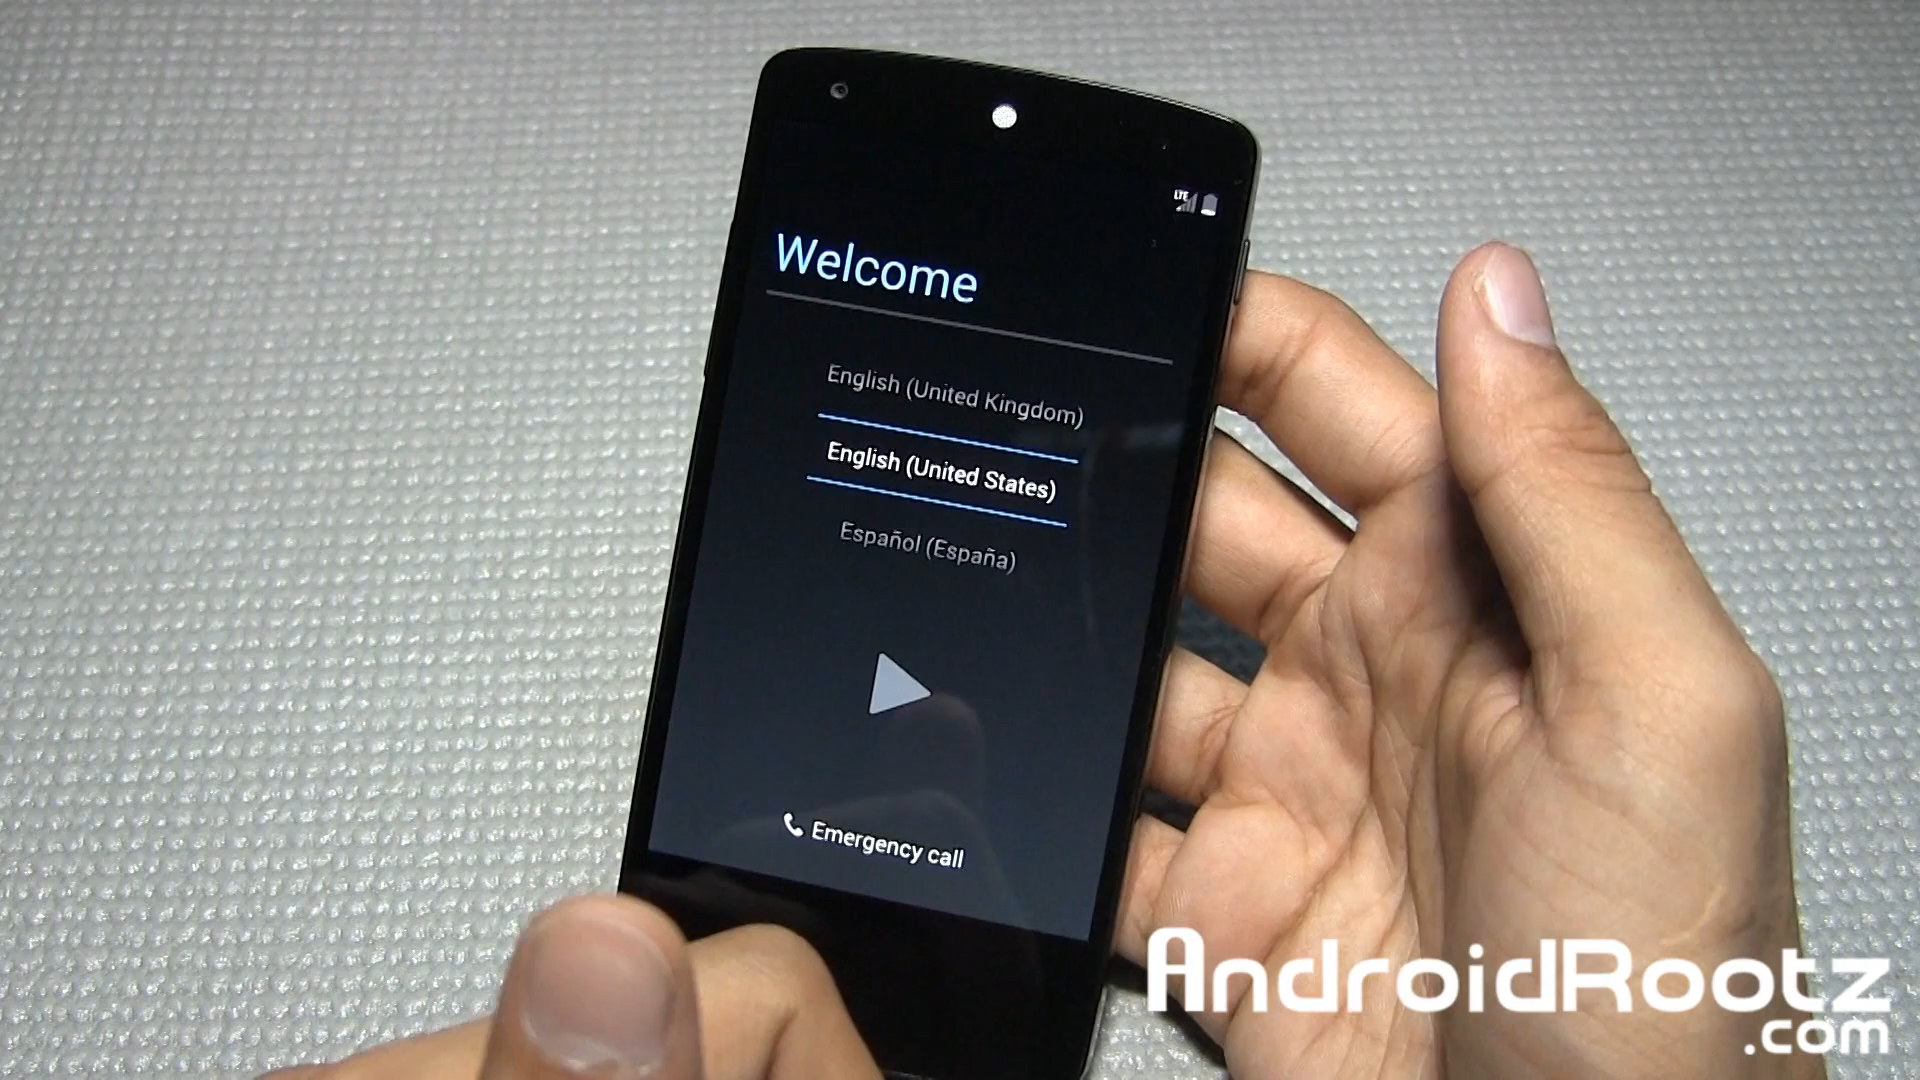 LTE
Welcome
English (United Kingdom)
English (United States)
Español (España)
Emergency call
AndroidRootz
.com